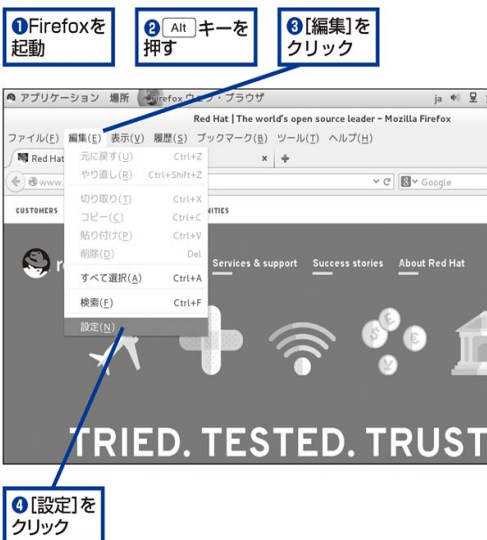 ❶Firefoxを
起動
❷ Alt キーを
押す
❸[編集]を
クリック
アプリケーション 場所 Firefox ウェブ・ブラウザ ja
Red Hat | The world's open source leader - Mozilla Firefox
ファイル(F) 編集(E) 表示(V) 履歴(S) ブックマーク(B) ツール(T) ヘルプ(H)
Red Hat × +
www. Google
元に戻す(U) Ctrl+Z
やり直し(R) Ctrl+Shift+Z
切り取り(T) Ctrl+X
コピー(C) Ctrl+C
貼り付け(P) Ctrl+V
削除(D) Del
すべて選択(A) Ctrl+A
検索(F) Ctrl+F
設定(N)
CUSTOMERS
Services & support Success stories About Red Hat
TRIED. TESTED. TRUST
❹[設定]を
クリック